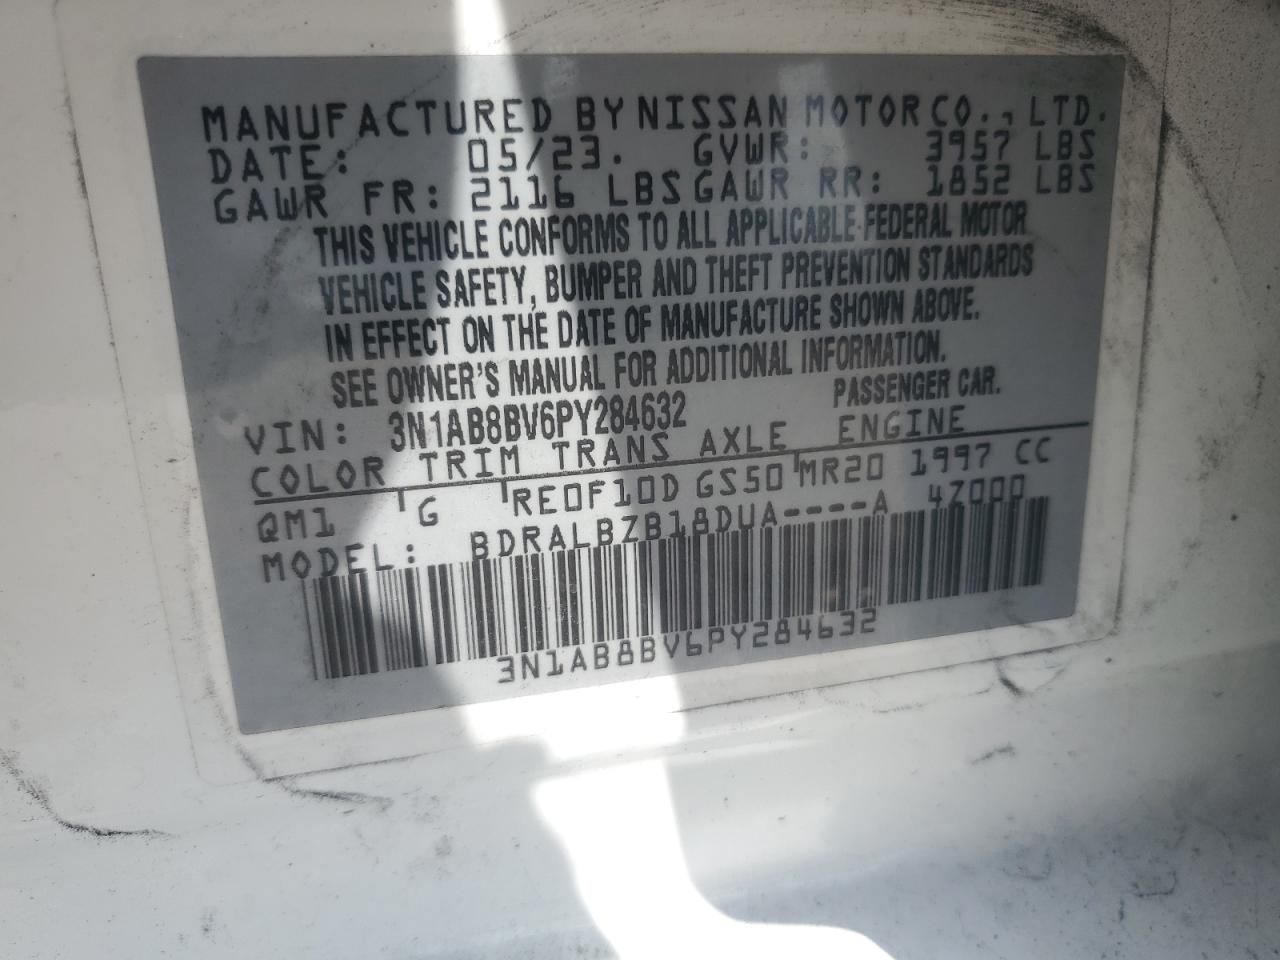 MANUFACTURED BY NISSAN MOTOR CO., LTD.
DATE: 05/23. GVWR: 3957 LBS
GAWR FR: 2116 LBS GAWR RR: 1852 LBS
THIS VEHICLE CONFORMS TO ALL APPLICABLE FEDERAL MOTOR
VEHICLE SAFETY, BUMPER AND THEFT PREVENTION STANDARDS
IN EFFECT ON THE DATE OF MANUFACTURE SHOWN ABOVE.
SEE OWNER'S MANUAL FOR ADDITIONAL INFORMATION.
VIN: 3N1AB8BV6PY284632 PASSENGER CAR.
COLOR TRIM TRANS AXLE ENGINE
QM1 G RE0F10D GS50 MR20 1997 CC
MODEL: BDRALBZB18DUA----A 4Z000
3N1AB8BV6PY284632